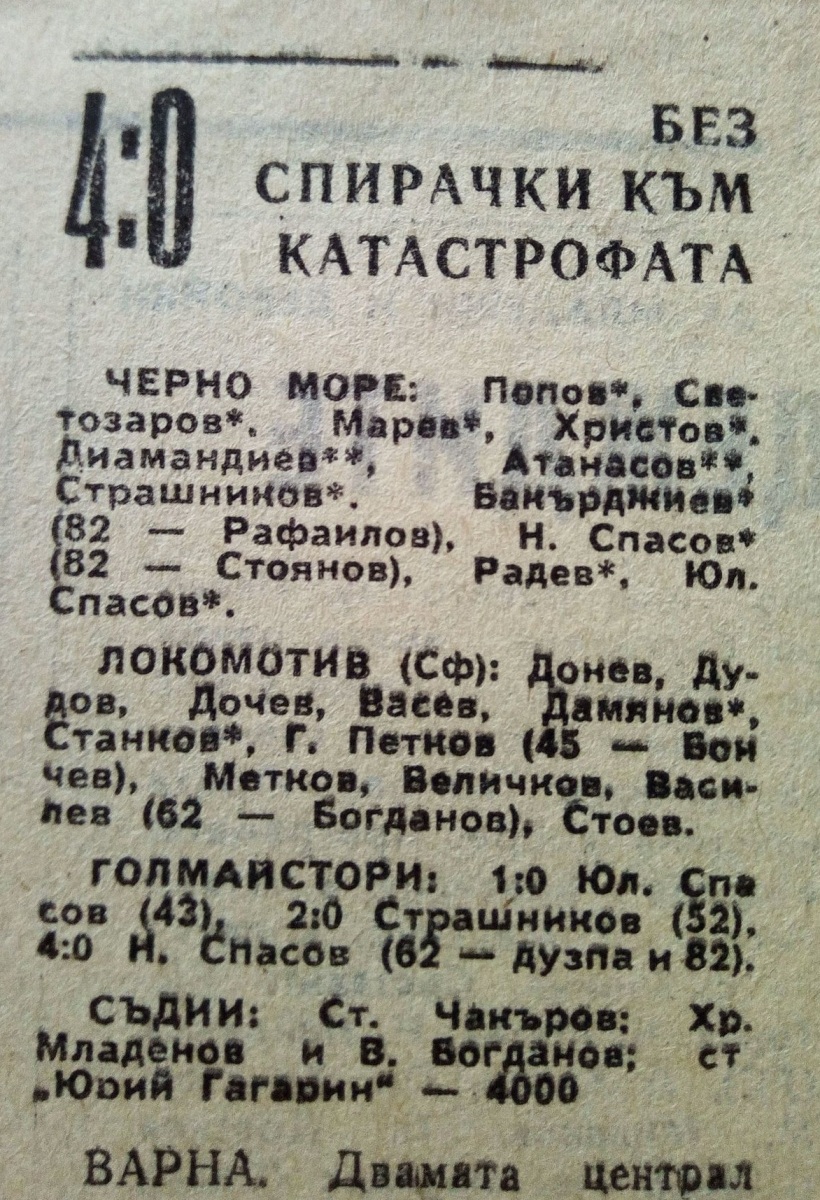 4:0
БЕЗ
СПИРАЧКИ КЪМ
КАТАСТРОФАТА
ЧЕРНО МОРЕ: Попов*, Све-
тозаров*, Марев*, Христов*,
Диамандиев**, Атанасов**,
Страшников*. Бакърджиев*
(82 — Рафаилов), Н. Спасов*
(82 — Стоянов), Радев*, Юл.
Спасов*.
ЛОКОМОТИВ (Сф): Донев, Ду-
дов, Дочев, Васев, Дамянов*,
Станков*, Г. Петков (45 — Бон
чев), Метков, Величков, Васи-
лев (62 — Богданов), Стоев.
ГОЛМАЙСТОРИ: 1:0 Юл. Спа
сов (43), 2:0 Страшников (52),
4:0 Н. Спасов (62 — дузпа и 82).
СЪДИИ: Ст. Чакъров; Хр.
Младенов и В. Богданов; ст
„Юрий Гагарин“ — 4000
ВАРНА. Двамата централ